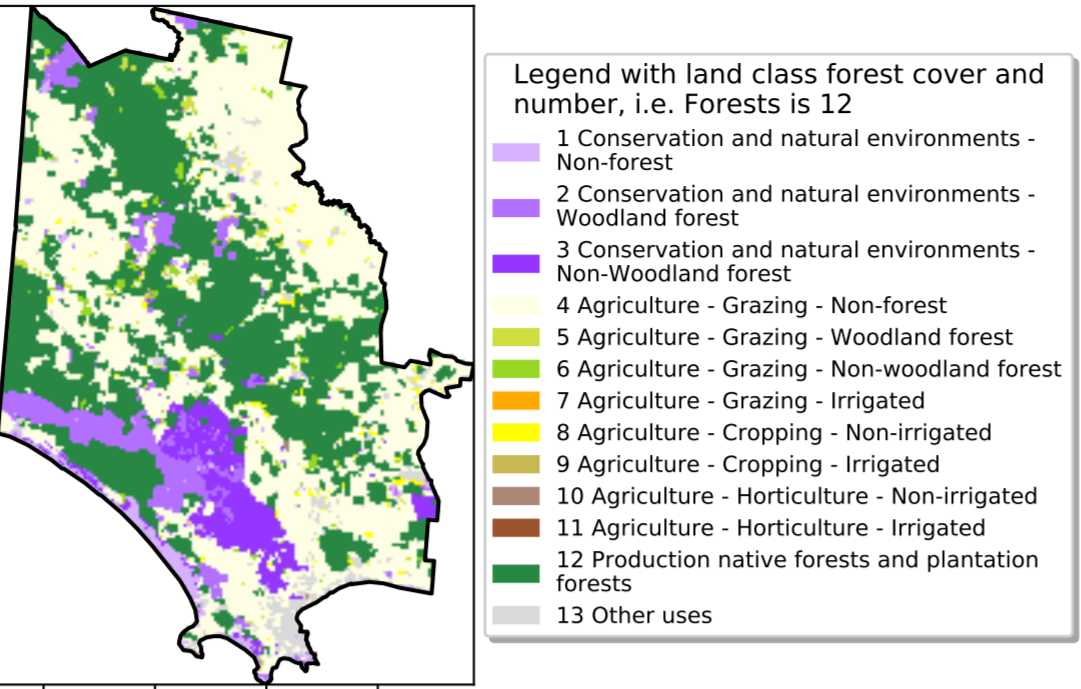 Legend with land class forest cover and
number, i.e. Forests is 12
1 Conservation and natural environments -
Non-forest
2 Conservation and natural environments -
Woodland forest
3 Conservation and natural environments -
Non-Woodland forest
4 Agriculture - Grazing - Non-forest
5 Agriculture - Grazing - Woodland forest
6 Agriculture - Grazing - Non-woodland forest
7 Agriculture - Grazing - Irrigated
8 Agriculture - Cropping - Non-irrigated
9 Agriculture - Cropping - Irrigated
10 Agriculture - Horticulture - Non-irrigated
11 Agriculture - Horticulture - Irrigated
12 Production native forests and plantation
forests
13 Other uses